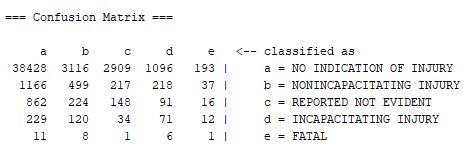 === Confusion Matrix ===
a b c d e <-- classified as
38428 3116 2909 1096 193 | a = NO INDICATION OF INJURY
1166 499 217 218 37 | b = NONINCAPACITATING INJURY
862 224 148 91 16 | c = REPORTED NOT EVIDENT
229 120 34 71 12 | d = INCAPACITATING INJURY
11 8 1 6 1 | e = FATAL